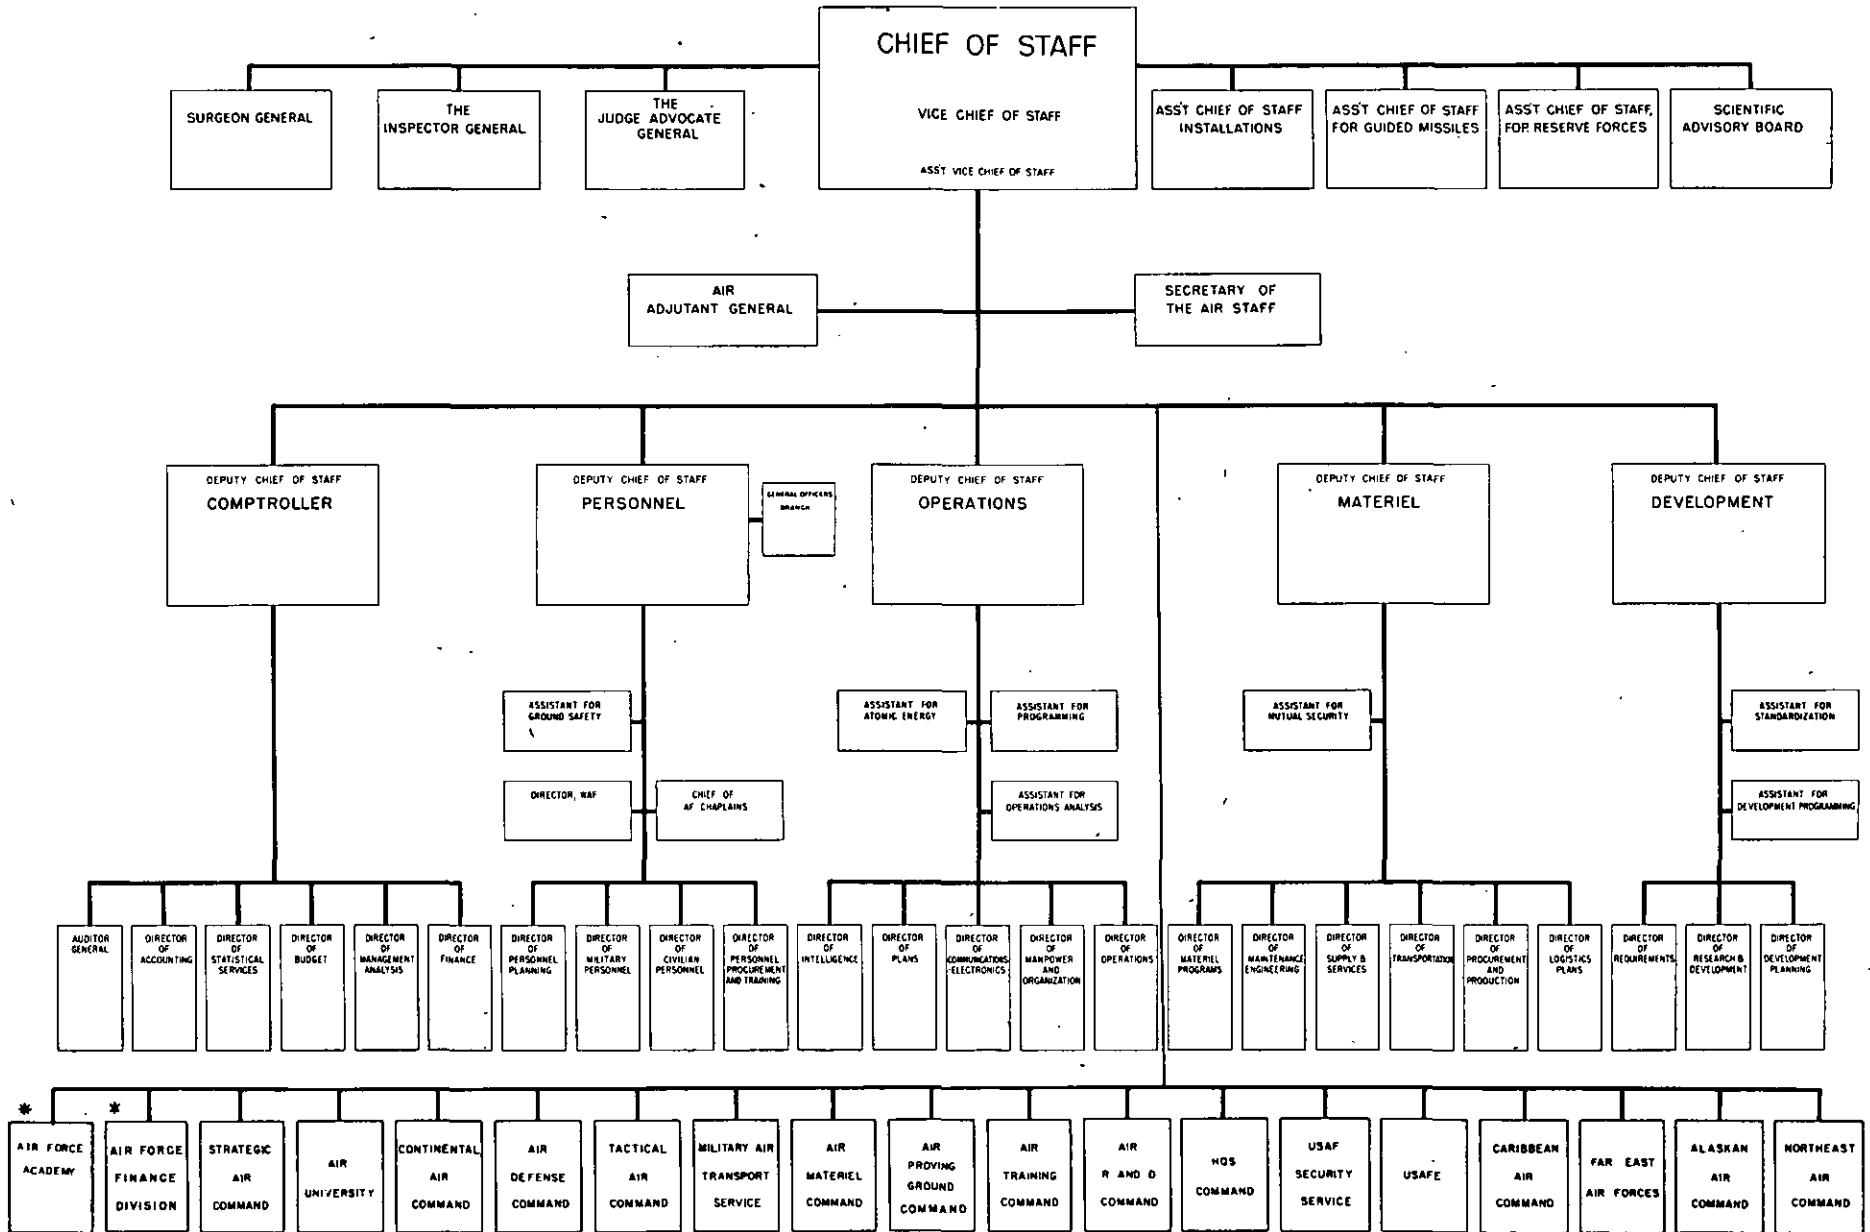 CHIEF OF STAFF
VICE CHIEF OF STAFF
ASS'T VICE CHIEF OF STAFF
SURGEON GENERAL
THE
INSPECTOR GENERAL
THE
JUDGE ADVOCATE
GENERAL
ASS'T CHIEF OF STAFF
INSTALLATIONS
ASS'T CHIEF OF STAFF
FOR GUIDED MISSILES
ASS'T CHIEF OF STAFF,
FOR RESERVE FORCES
SCIENTIFIC
ADVISORY BOARD
AIR
ADJUTANT GENERAL
SECRETARY OF
THE AIR STAFF
DEPUTY CHIEF OF STAFF
COMPTROLLER
DEPUTY CHIEF OF STAFF
PERSONNEL
GENERAL OFFICERS
BRANCH
DEPUTY CHIEF OF STAFF
OPERATIONS
DEPUTY CHIEF OF STAFF
MATERIEL
DEPUTY CHIEF OF STAFF
DEVELOPMENT
ASSISTANT FOR
GROUND SAFETY
ASSISTANT FOR
ATOMIC ENERGY
ASSISTANT FOR
PROGRAMMING
ASSISTANT FOR
MUTUAL SECURITY
ASSISTANT FOR
STANDARDIZATION
DIRECTOR, WAF
CHIEF OF
AF CHAPLAINS
ASSISTANT FOR
OPERATIONS ANALYSIS
ASSISTANT FOR
DEVELOPMENT PROGRAMMING
AUDITOR
GENERAL
DIRECTOR
OF
ACCOUNTING
DIRECTOR
OF
STATISTICAL
SERVICES
DIRECTOR
OF
BUDGET
DIRECTOR
OF
MANAGEMENT
ANALYSIS
DIRECTOR
OF
FINANCE
DIRECTOR
OF
PERSONNEL
PLANNING
DIRECTOR
OF
MILITARY
PERSONNEL
DIRECTOR
OF
CIVILIAN
PERSONNEL
DIRECTOR
OF
PERSONNEL
PROCUREMENT
AND TRAINING
DIRECTOR
OF
INTELLIGENCE
DIRECTOR
OF
PLANS
DIRECTOR
OF
COMMUNICATIONS
-ELECTRONICS
DIRECTOR
OF
MANPOWER
AND
ORGANIZATION
DIRECTOR
OF
OPERATIONS
DIRECTOR
OF
MATERIEL
PROGRAMS
DIRECTOR
OF
MAINTENANCE
ENGINEERING
DIRECTOR
OF
SUPPLY &
SERVICES
DIRECTOR
OF
TRANSPORTATION
DIRECTOR
OF
PROCUREMENT
AND
PRODUCTION
DIRECTOR
OF
LOGISTICS
PLANS
DIRECTOR
OF
REQUIREMENTS
DIRECTOR
OF
RESEARCH &
DEVELOPMENT
DIRECTOR
OF
DEVELOPMENT
PLANNING
*
AIR FORCE
ACADEMY
*
AIR FORCE
FINANCE
DIVISION
STRATEGIC
AIR
COMMAND
AIR
UNIVERSITY
CONTINENTAL
AIR
COMMAND
AIR
DEFENSE
COMMAND
TACTICAL
AIR
COMMAND
MILITARY AIR
TRANSPORT
SERVICE
AIR
MATERIEL
COMMAND
AIR
PROVING
GROUND
COMMAND
AIR
TRAINING
COMMAND
AIR
R AND D
COMMAND
HQS
COMMAND
USAF
SECURITY
SERVICE
USAFE
CARIBBEAN
AIR
COMMAND
FAR EAST
AIR FORCES
ALASKAN
AIR
COMMAND
NORTHEAST
AIR
COMMAND